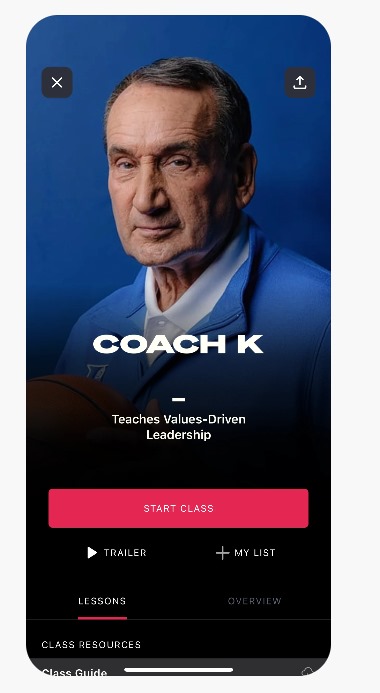 COACH K
Teaches Values-Driven
Leadership
START CLASS
TRAILER
MY LIST
LESSONS
OVERVIEW
CLASS RESOURCES
Class Guide